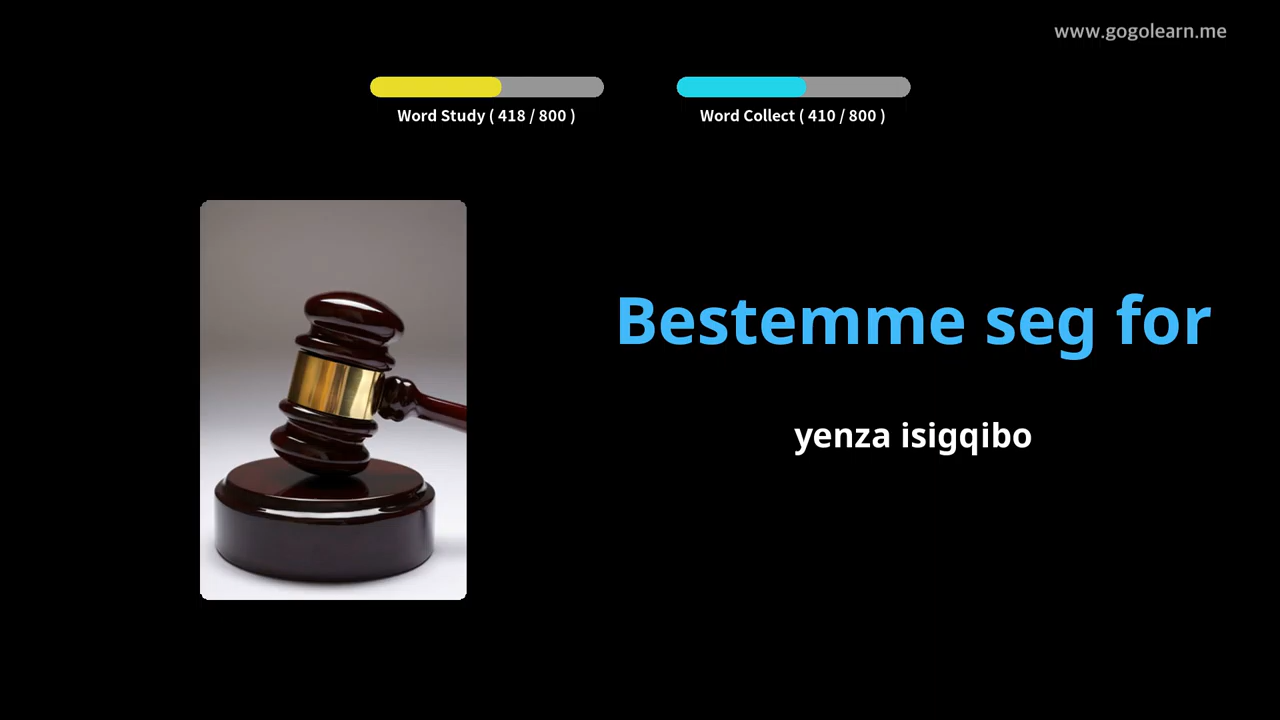 www.gogolearn.me
Word Study ( 418 / 800 )
Word Collect ( 410 / 800 )
Bestemme seg for
yenza isigqibo